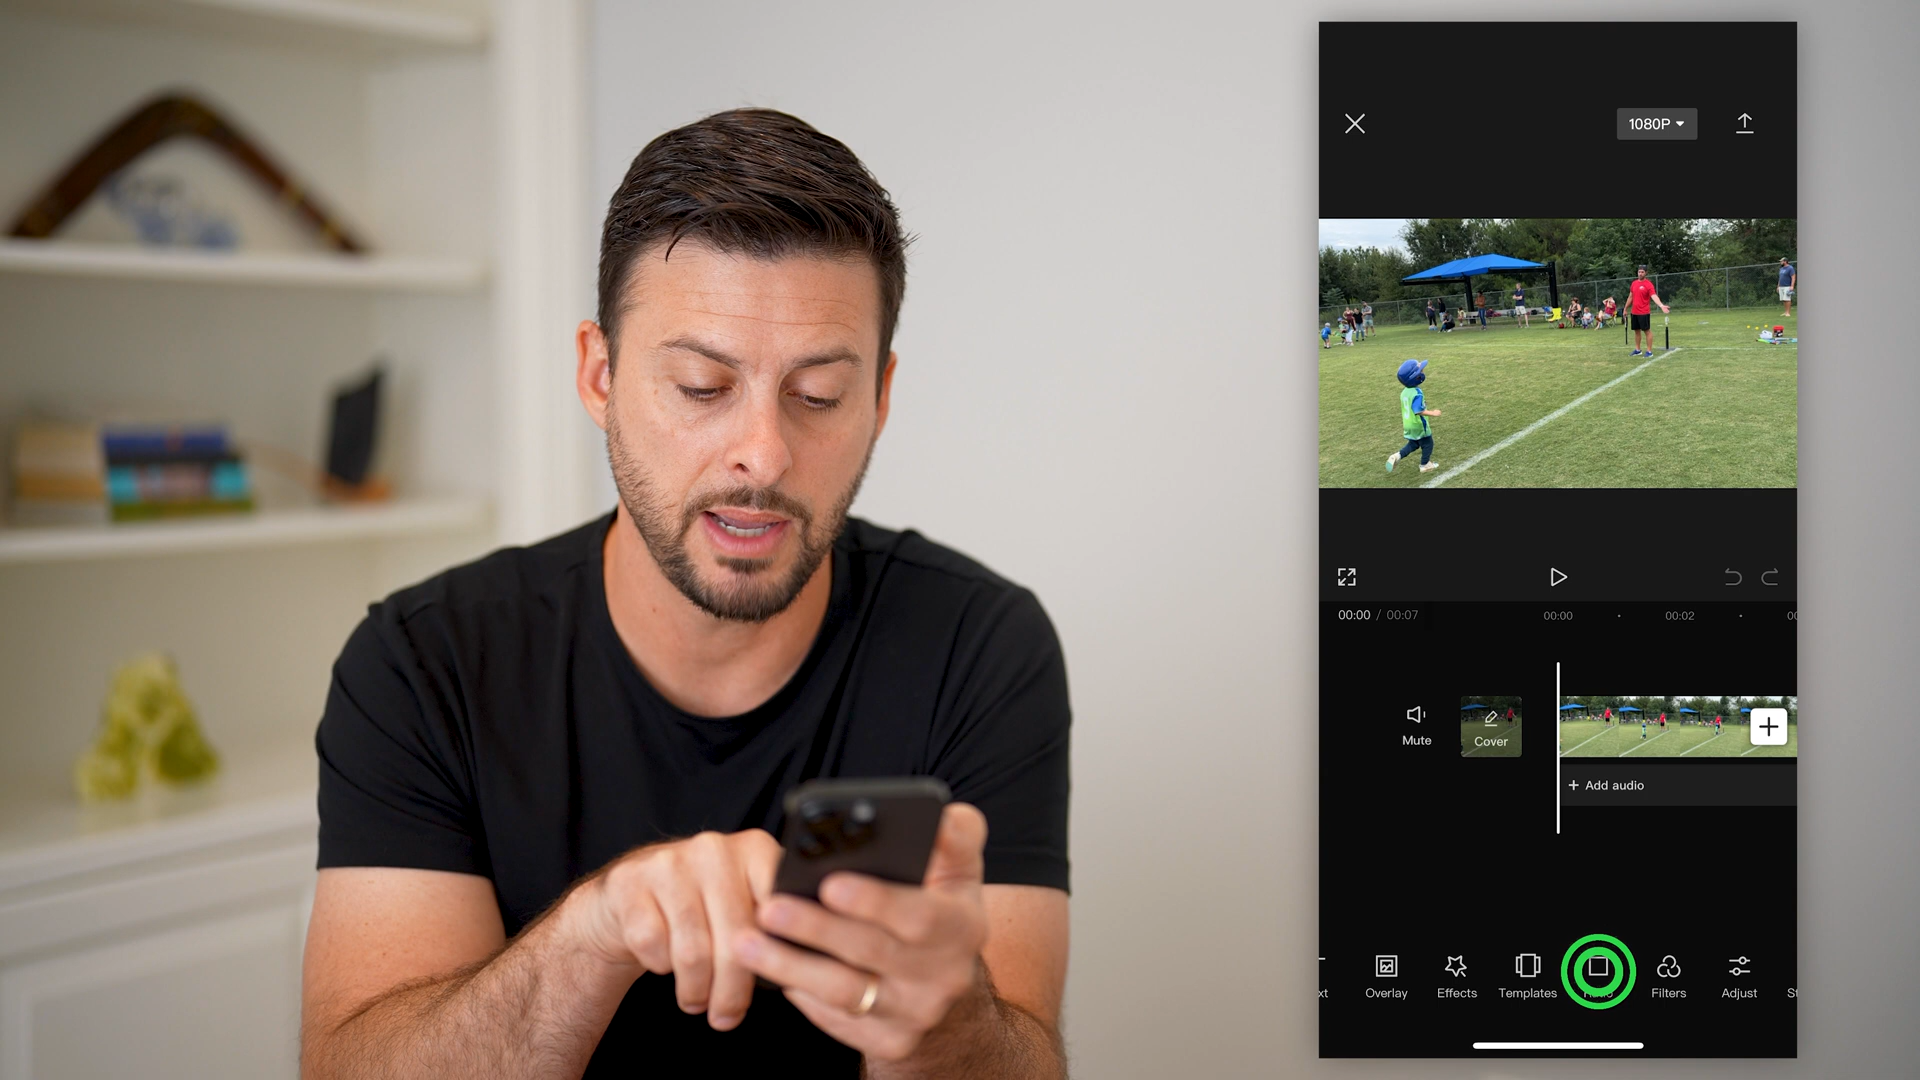 1080P
00:00 / 00:07
00:00
00:02
Mute
Cover
+ Add audio
Overlay
Effects
Templates
Filters
Adjust